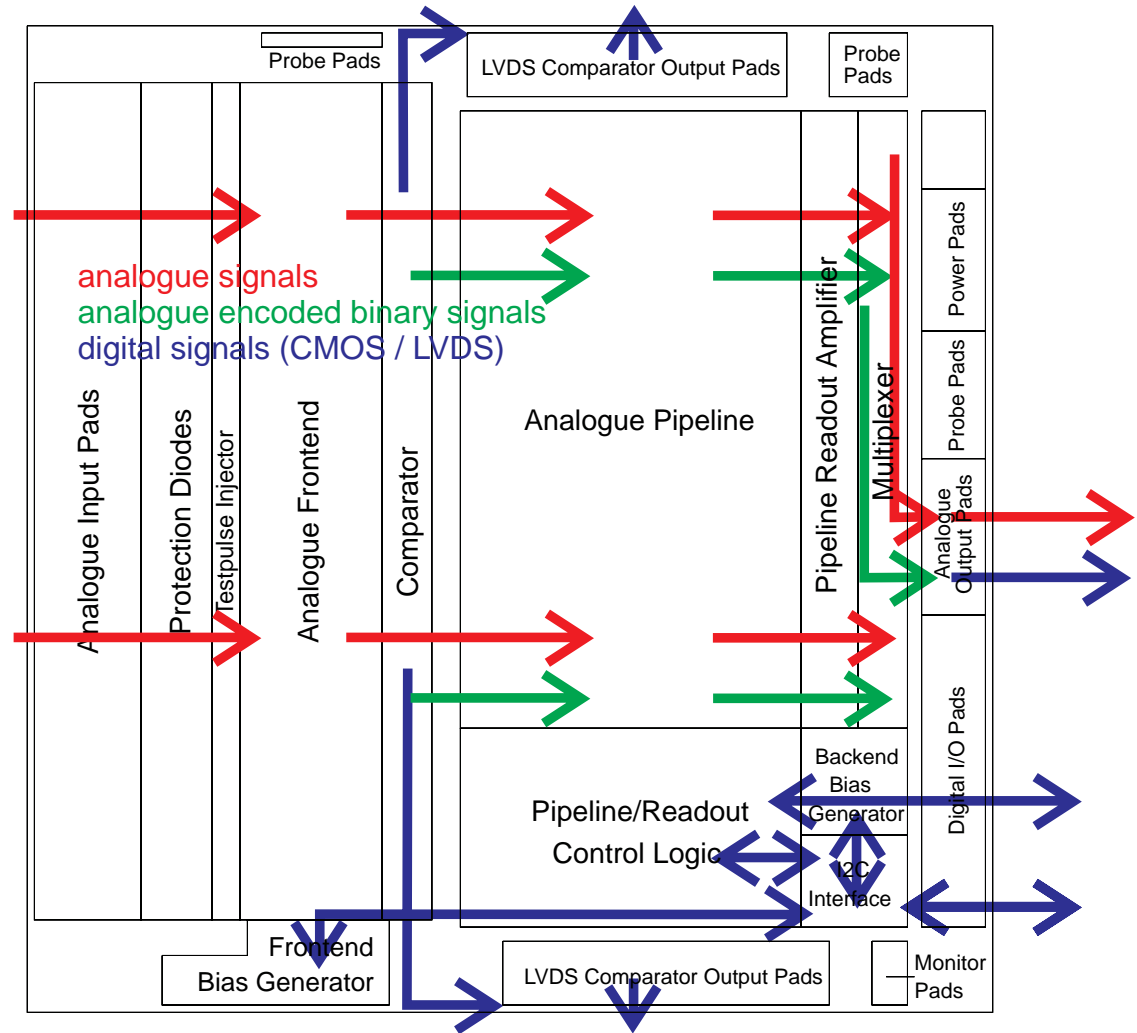 Probe Pads
LVDS Comparator Output Pads
Probe
Pads
analogue signals
analogue encoded binary signals
digital signals (CMOS / LVDS)
Analogue Input Pads
Protection Diodes
Testpulse Injector
Analogue Frontend
Comparator
Analogue Pipeline
Pipeline Readout Amplifier
Multiplexer
Power Pads
Probe Pads
Analogue
Output Pads
Digital I/O Pads
Pipeline/Readout
Control Logic
Backend
Bias
Generator
I2C
Interface
Frontend
Bias Generator
LVDS Comparator Output Pads
Monitor
Pads